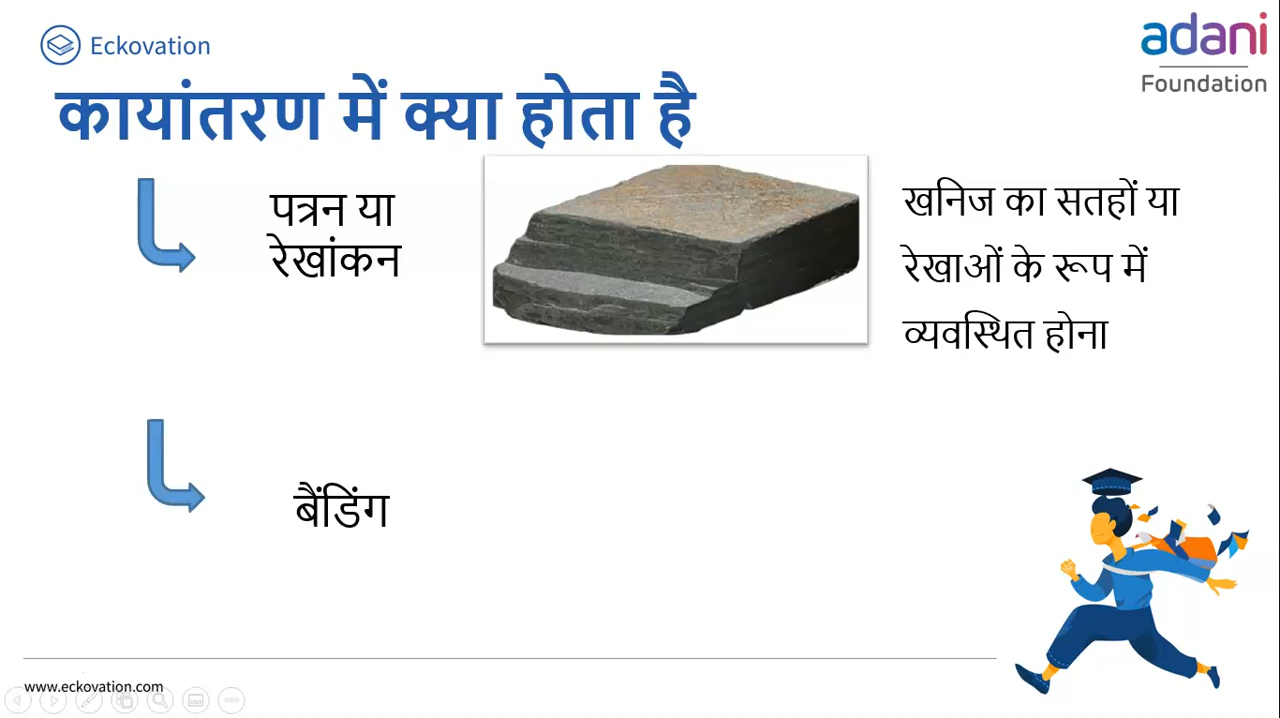 Eckovation
adani
Foundation
कायांतरण में क्या होता है
पत्रन या
रेखांकन
खनिज का सतहों या
रेखाओं के रूप में
व्यवस्थित होना
बैंडिंग
www.eckovation.com